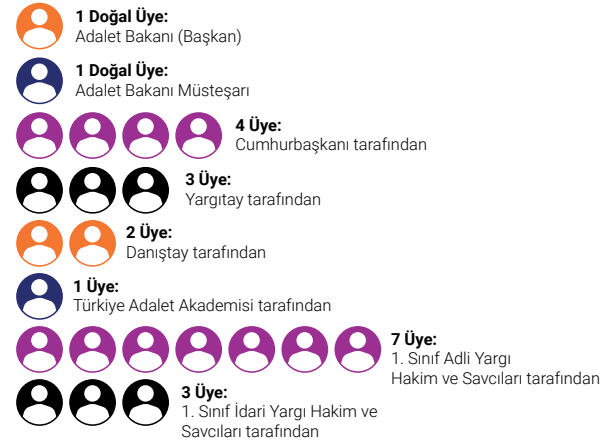 1 Doğal Üye:
Adalet Bakanı (Başkan)
1 Doğal Üye:
Adalet Bakanı Müsteşarı
4 Üye:
Cumhurbaşkanı tarafından
3 Üye:
Yargıtay tarafından
2 Üye:
Danıştay tarafından
1 Üye:
Türkiye Adalet Akademisi tarafından
7 Üye:
1. Sınıf Adli Yargı
Hakim ve Savcıları tarafından
3 Üye:
1. Sınıf İdari Yargı Hakim ve
Savcıları tarafından